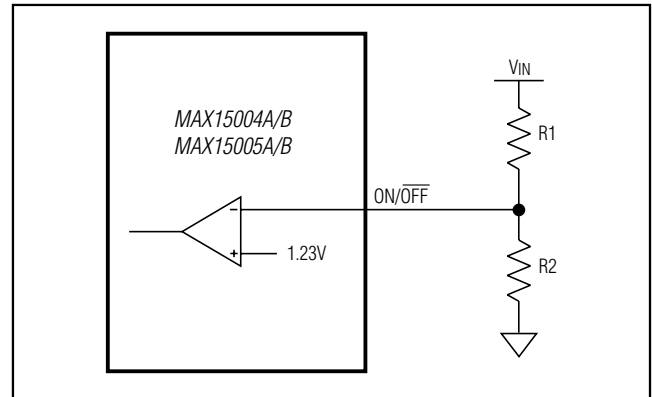 VIN
MAX15004A/B
MAX15005A/B
R1
ON/OFF
-
+
1.23V
R2